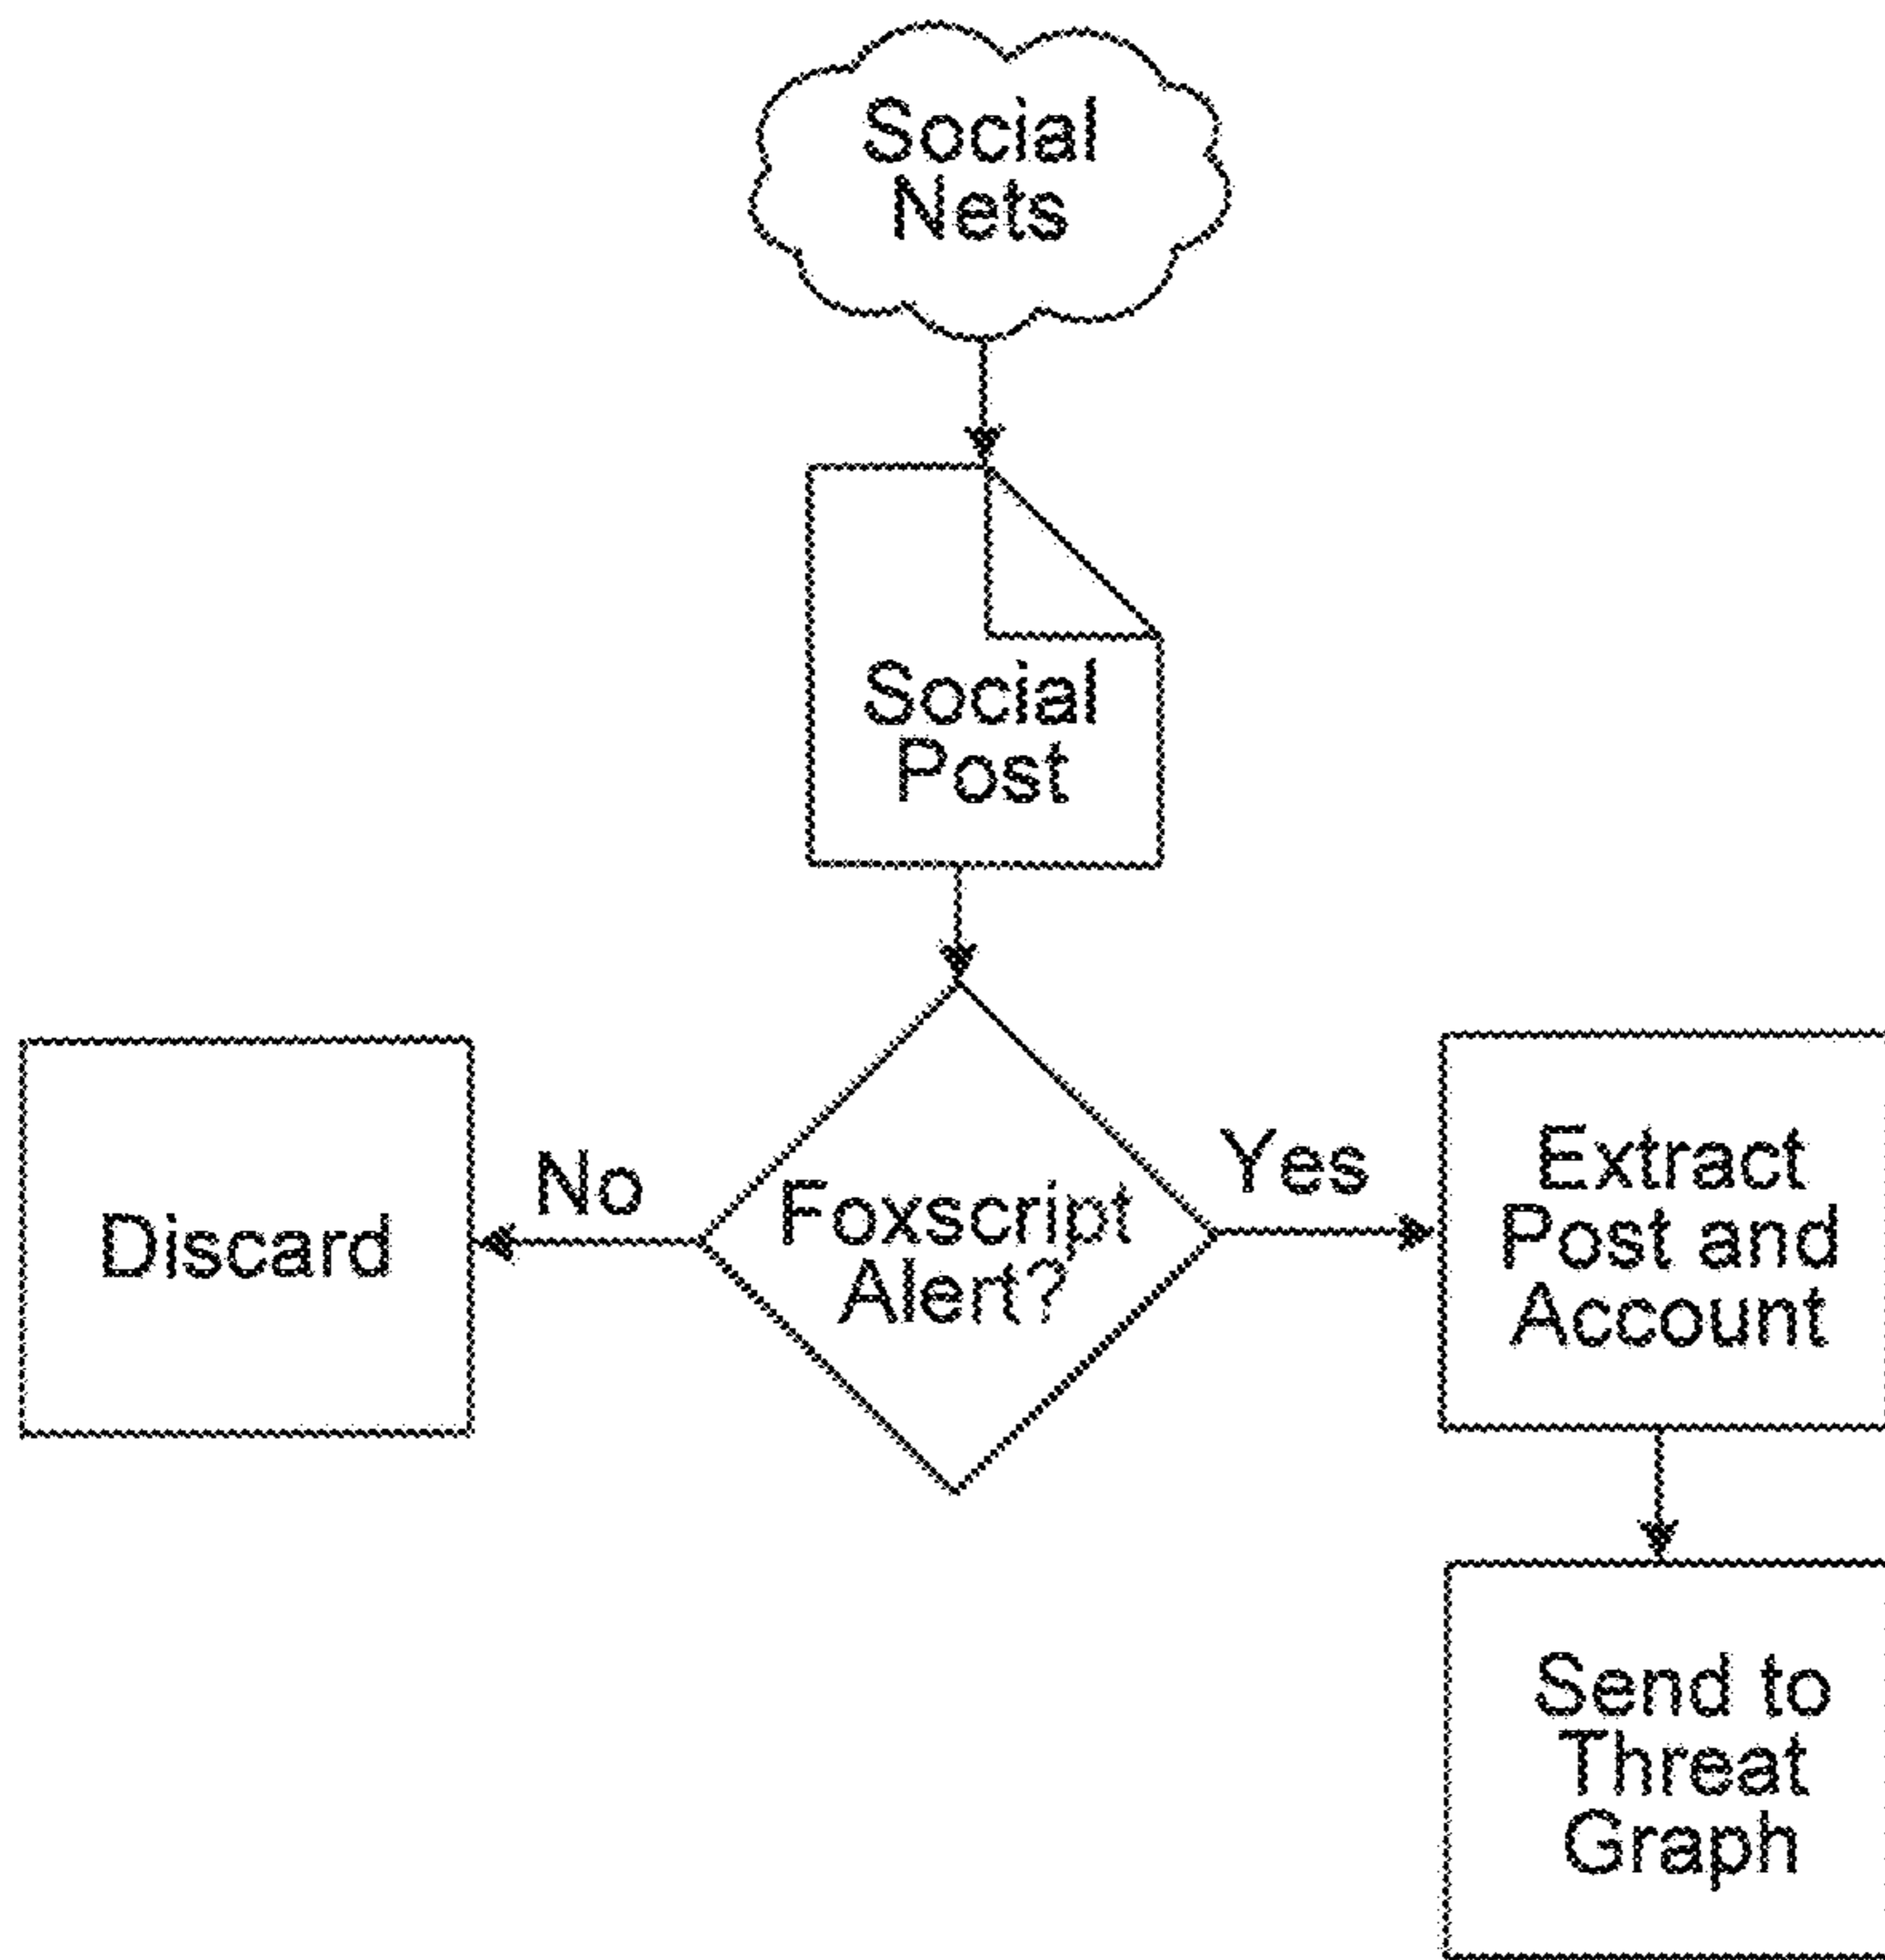 Social
Nets
Social
Post
Foxscript
Alert?
No
Discard
Yes
Extract
Post and
Account
Send to
Threat
Graph